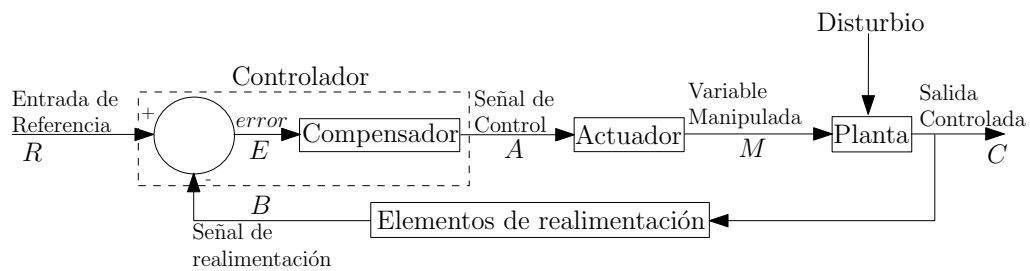 Disturbio
Controlador
Entrada de
Referencia
R
+
-
error
E
Compensador
Señal de
Control
A
Actuador
Variable
Manipulada
M
Planta
Salida
Controlada
C
B
Elementos de realimentación
Señal de
realimentación